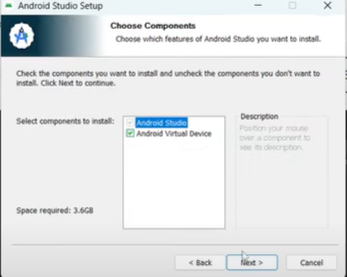 Android Studio Setup
Choose Components
Choose which features of Android Studio you want to install.
Check the components you want to install and uncheck the components you don't want to
install. Click Next to continue.
Select components to install:
Android Studio
Android Virtual Device
Description
Position your mouse
over a component to
see its description.
Space required: 3.6GB
< Back
Next >
Cancel